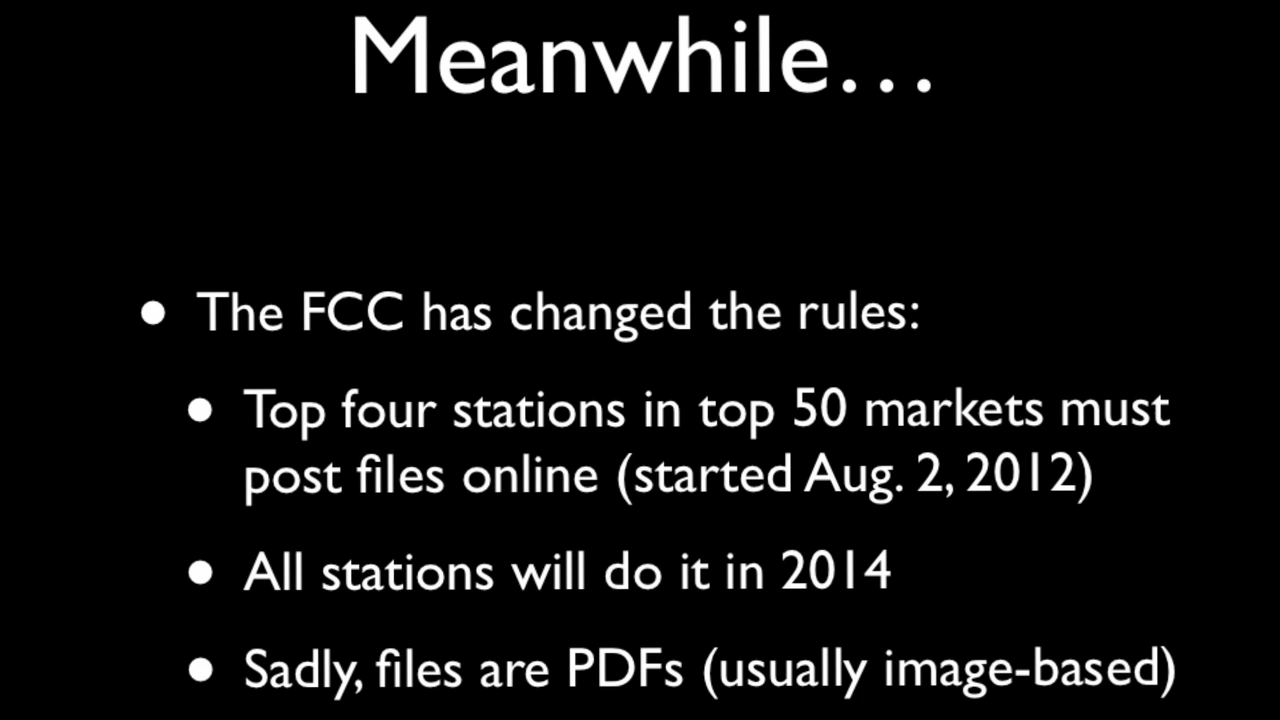 Meanwhile…
• The FCC has changed the rules:
• Top four stations in top 50 markets must
post files online (started Aug. 2, 2012)
• All stations will do it in 2014
• Sadly, files are PDFs (usually image-based)